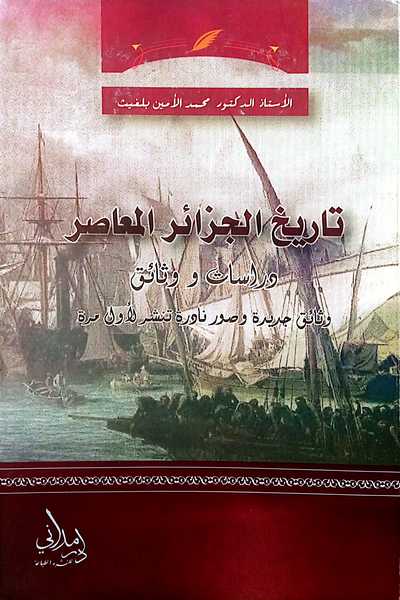 الأستاذ الدكتور محمد الأمين بلغيث
تاريخ الجزائر المعاصر
دراسات و وثائق
وثائق جديدة وصور نادرة تنشر لأول مرة